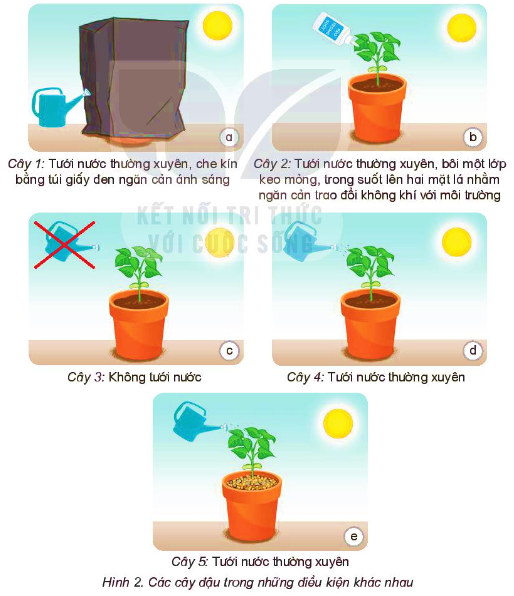 a
b
Cây 1: Tưới nước thường xuyên, che kín
bằng túi giấy đen ngăn cản ánh sáng
Cây 2: Tưới nước thường xuyên, bôi một lớp
keo mỏng, trong suốt lên hai mặt lá nhằm
ngăn cản trao đổi không khí với môi trường
KẾT NỐI TRI THỨC
VỚI CUỘC SỐNG
c
d
Cây 3: Không tưới nước
Cây 4: Tưới nước thường xuyên
e
Cây 5: Tưới nước thường xuyên
Hình 2. Các cây đậu trong những điều kiện khác nhau